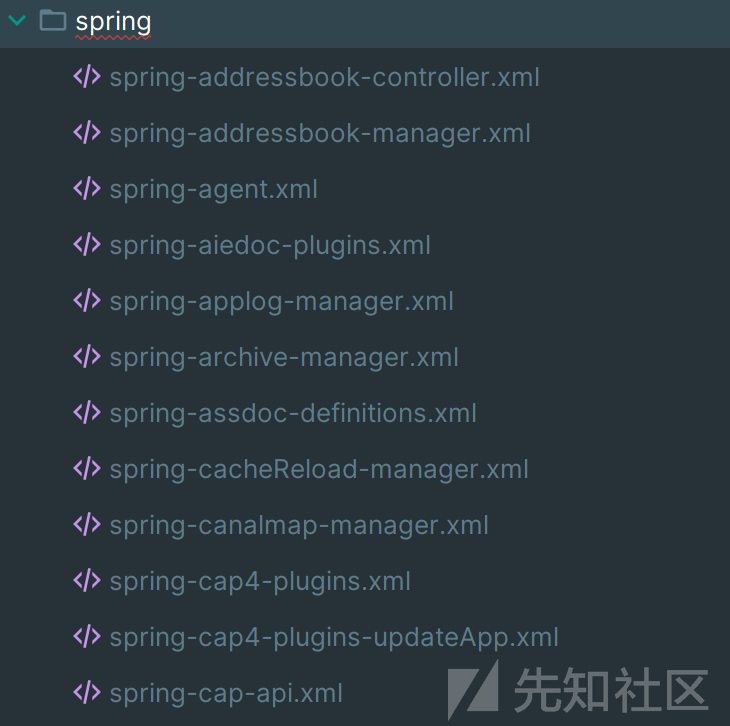 spring
spring-addressbook-controller.xml
spring-addressbook-manager.xml
spring-agent.xml
spring-aiedoc-plugins.xml
spring-applog-manager.xml
spring-archive-manager.xml
spring-assdoc-definitions.xml
spring-cacheReload-manager.xml
spring-canalmap-manager.xml
spring-cap4-plugins.xml
spring-cap4-plugins-updateApp.xml
spring-cap-api.xml
先知社区